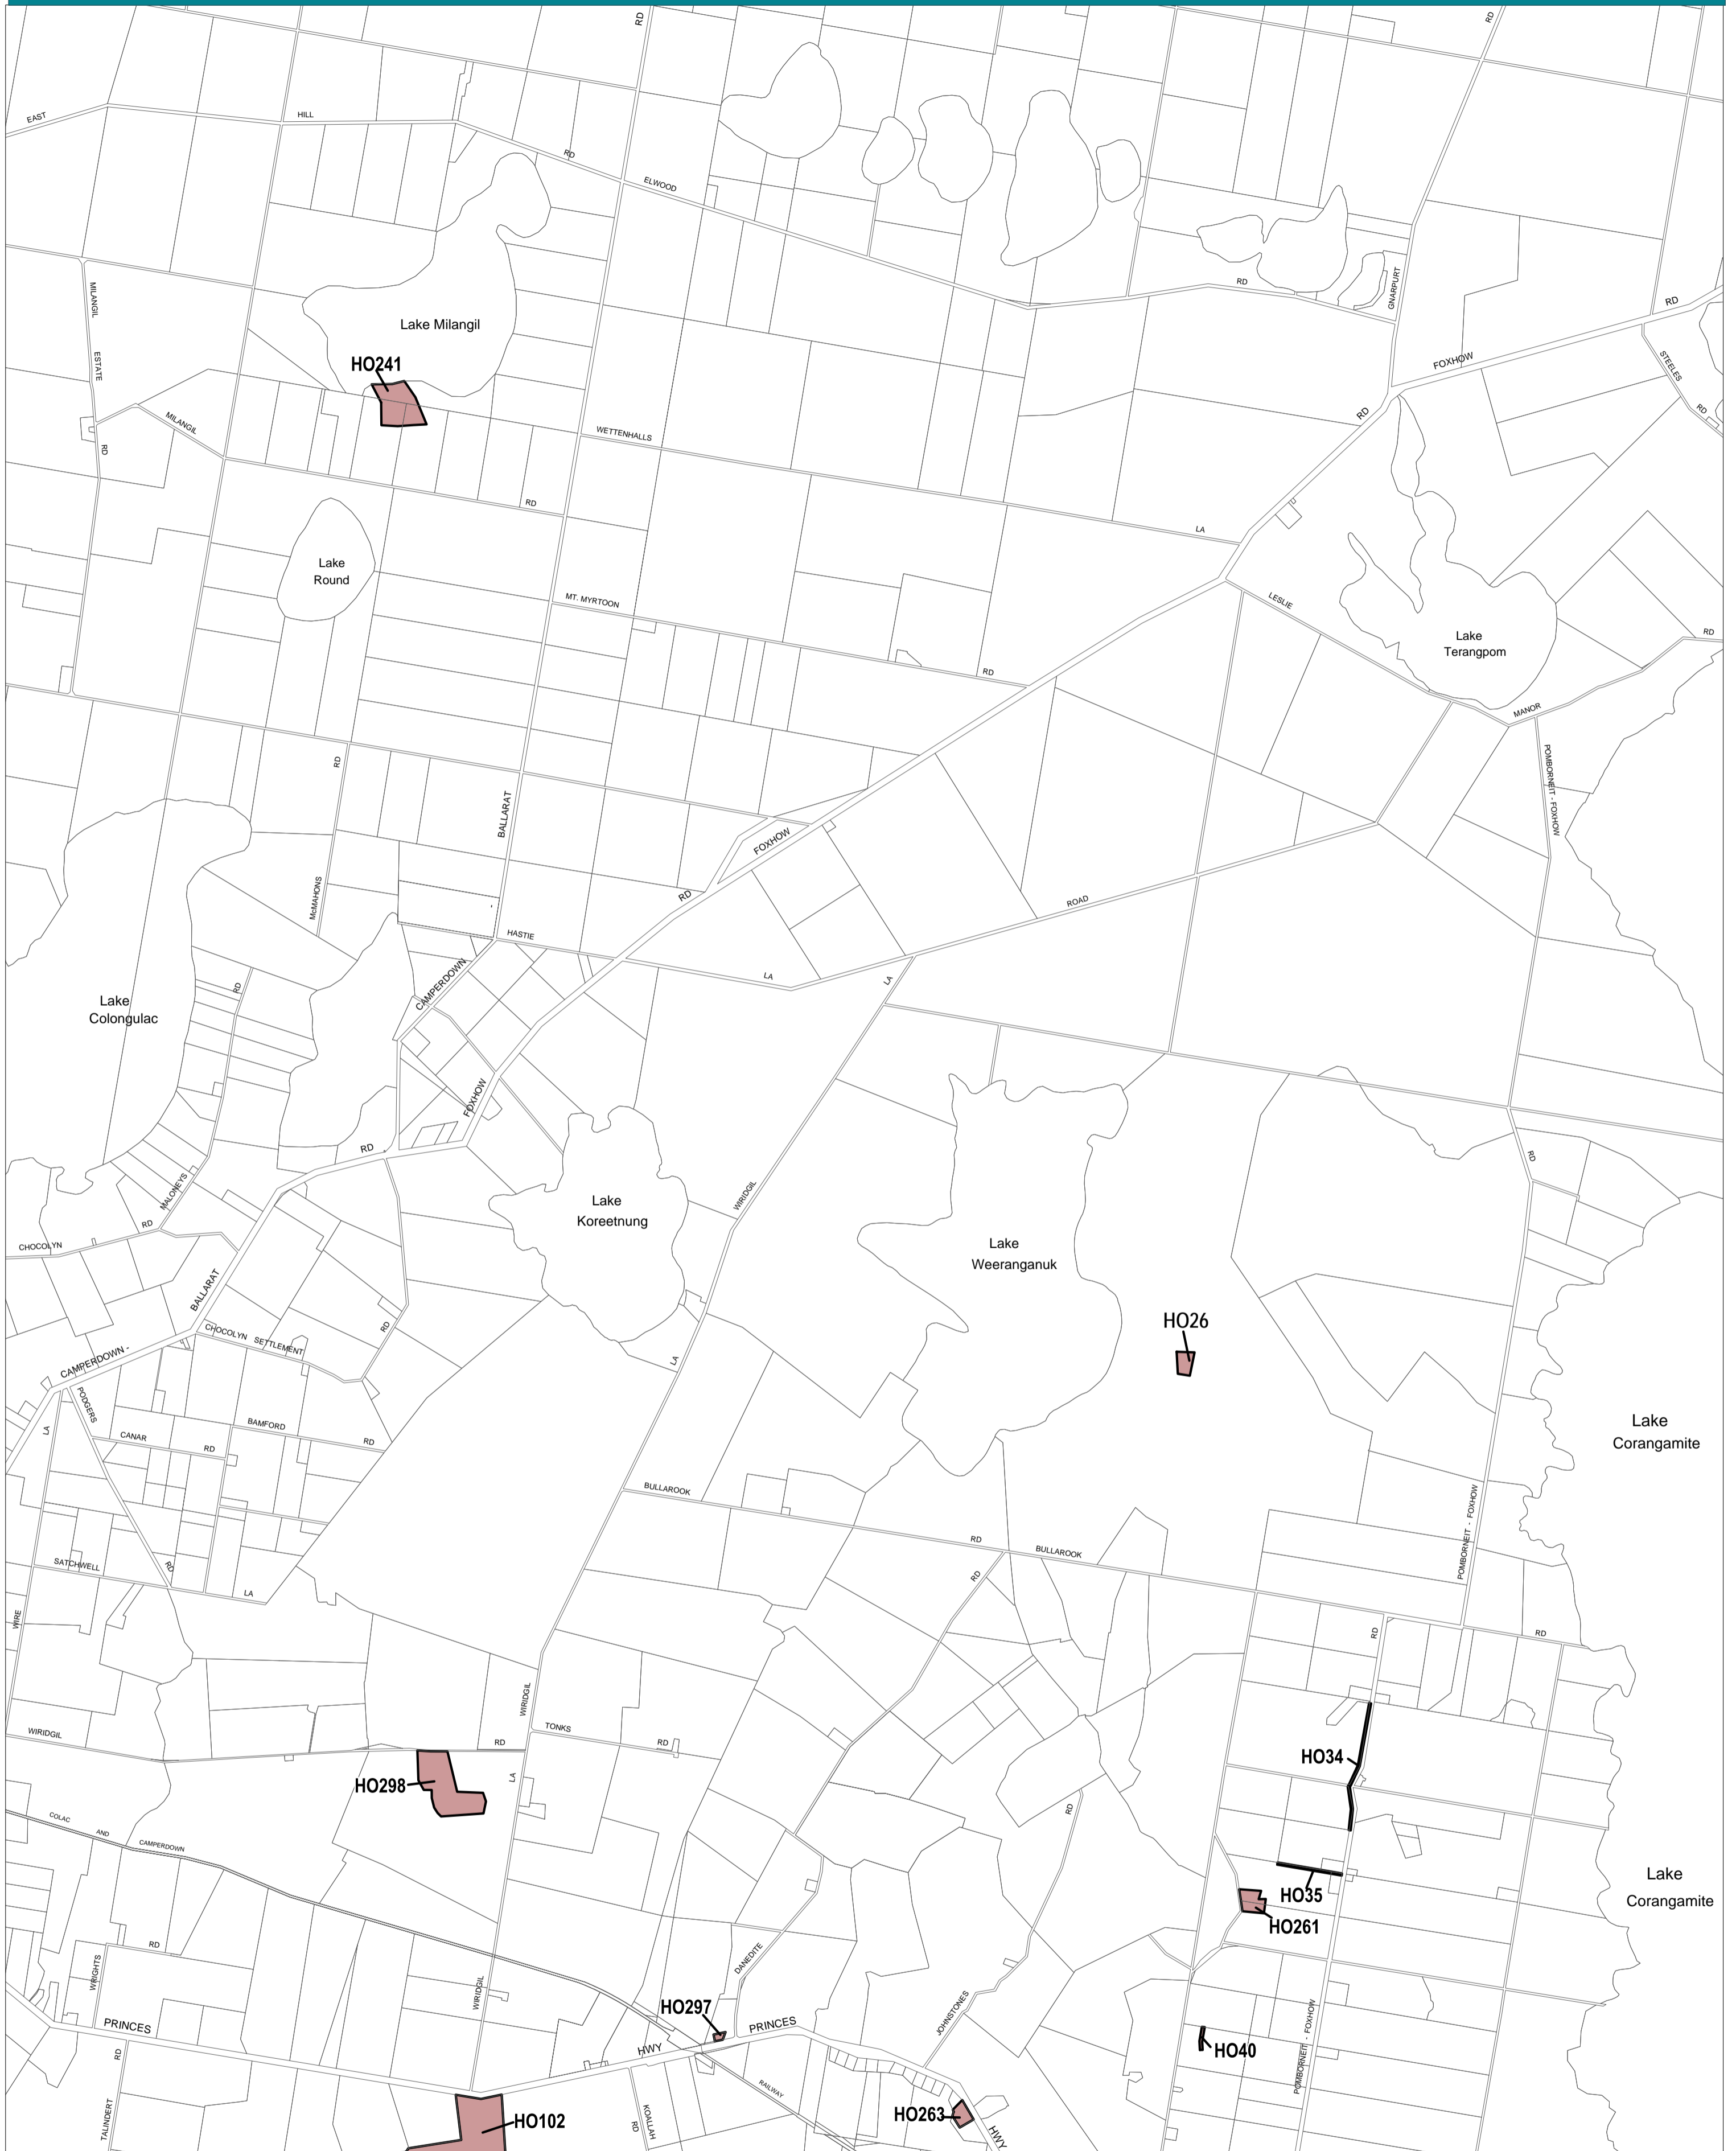 RD
RD
EAST
HILL
RD
ELWOOD
RD
GNARPURT
RD
MILANGIL
ESTATE
RD
Lake Milangil
HO241
FOXHOW
STEELES
RD
RD
MILANGIL
RD
WETTENHALLS
LA
Lake
Round
MT. MYRTOON
RD
LESLIE
Lake
Terangpom
RD
MANOR
POMBORNEIT - FOXHOW
RD
BALLARAT
McMAHONS
FOXHOW
RD
HASTIE
LA
ROAD
LA
CAMPERDOWN
RD
Lake
Colongulac
FOXHOW
RD
RD
MALONEYS
RD
CHOCOLYN
Lake
Koreetnung
WIRIDGIL
LA
Lake
Weeranganuk
HO26
BALLARAT
RD
CHOCOLYN SETTLEMENT
CAMPERDOWN -
PODGERS
LA
CANAR
RD
BAMFORD
RD
Lake
Corangamite
BULLAROOK
RD
BULLAROOK
POMBORNEIT - FOXHOW
RD
RD
RD
SATCHWELL
RD
LA
WIRE
WIRIDGIL
RD
WIRIDGIL
LA
TONKS
RD
HO298
HO34
COLAC
AND
CAMPERDOWN
RD
HO35
HO261
Lake
Corangamite
RD
WRIGHTS
WIRIDGIL
DANEDITE
JOHNSTONES
HO297
PRINCES
PRINCES
HWY
HO40
POMBORNEIT - FOXHOW
RD
TALINDERT
HO102
KOALLAH
RD
RAILWAY
HO263
HWY